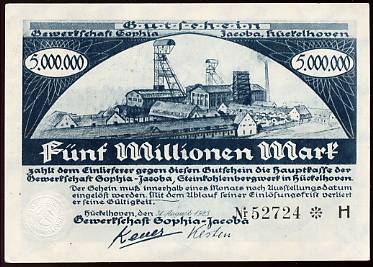 Gutschein
Gewerkschaft Sophia Jacoba, Hückelhoven
5.000.000 5.000.000
Fünf Millionen Mark
zahlt dem Einlieferer gegen diesen Gutschein die Hauptkasse der
Gewerkschaft Sophia-Jacoba, Steinkohlenbergwerk in Hückelhoven.
Der Schein muß innerhalb eines Monats nach Ausstellungsdatum
eingelöst werden. Mit dem Ablauf seiner Einlösungsfrist verliert
er seine Gültigkeit.
Hückelhoven, den August 1923
№ 52724 ✻ H
Gewerkschaft Sophia-Jacoba